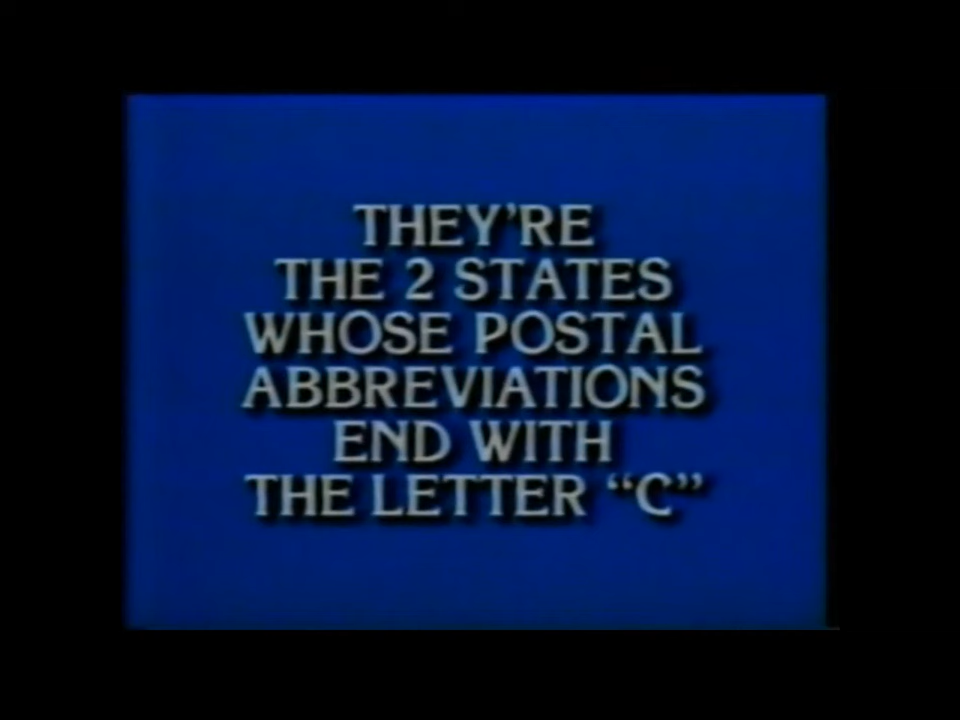 THEY'RE
THE 2 STATES
WHOSE POSTAL
ABBREVIATIONS
END WITH
THE LETTER “C”